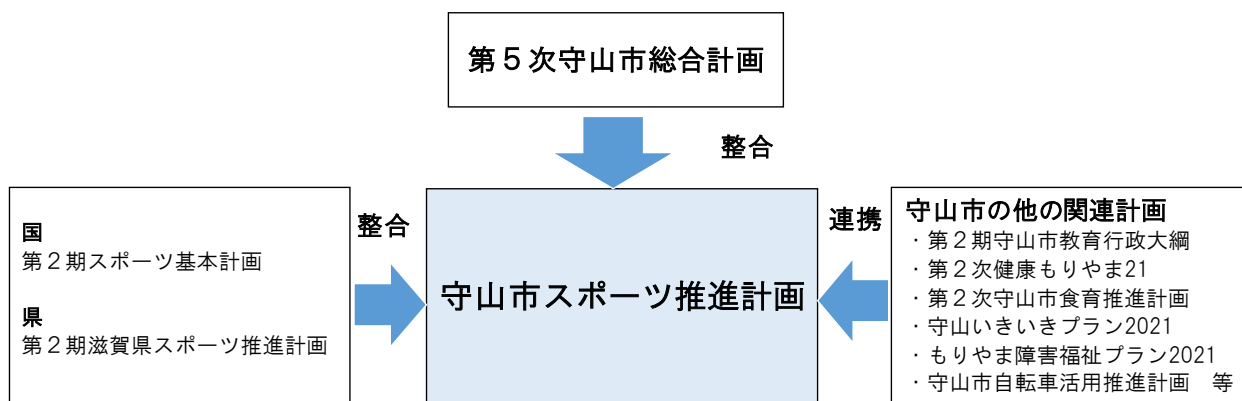 第５次守山市総合計画
整合
国
第２期スポーツ基本計画
県
第２期滋賀県スポーツ推進計画
整合
守山市スポーツ推進計画
連携
守山市の他の関連計画
・第２期守山市教育行政大綱
・第２次健康もりやま21
・第２次守山市食育推進計画
・守山いきいきプラン2021
・もりやま障害福祉プラン2021
・守山市自転車活用推進計画　等